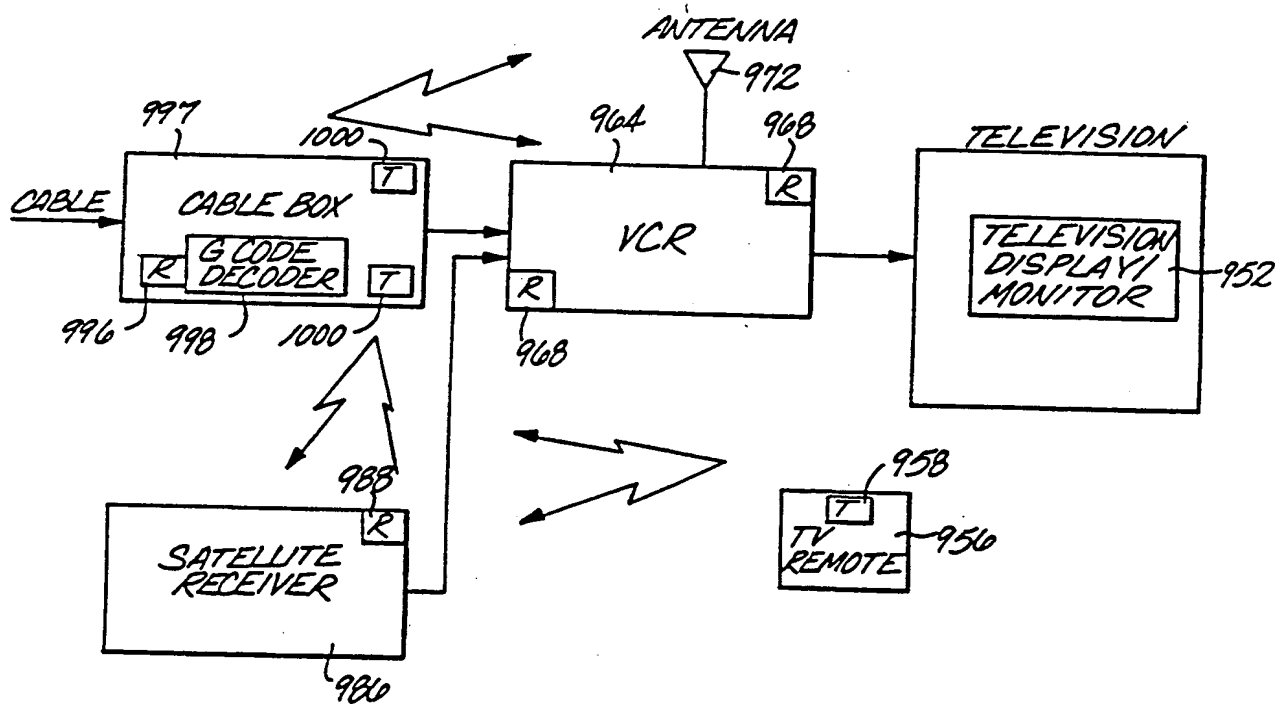 ANTENNA
972
997
1000
964
968
TELEVISION
T
R
CABLE
CABLE BOX
VCR
TELEVISION
DISPLAY/
MONITOR
952
G CODE
DECODER
R
T
R
996
998
1000
968
988
R
958
T
SATELLITE
RECEIVER
TV
REMOTE
956
986